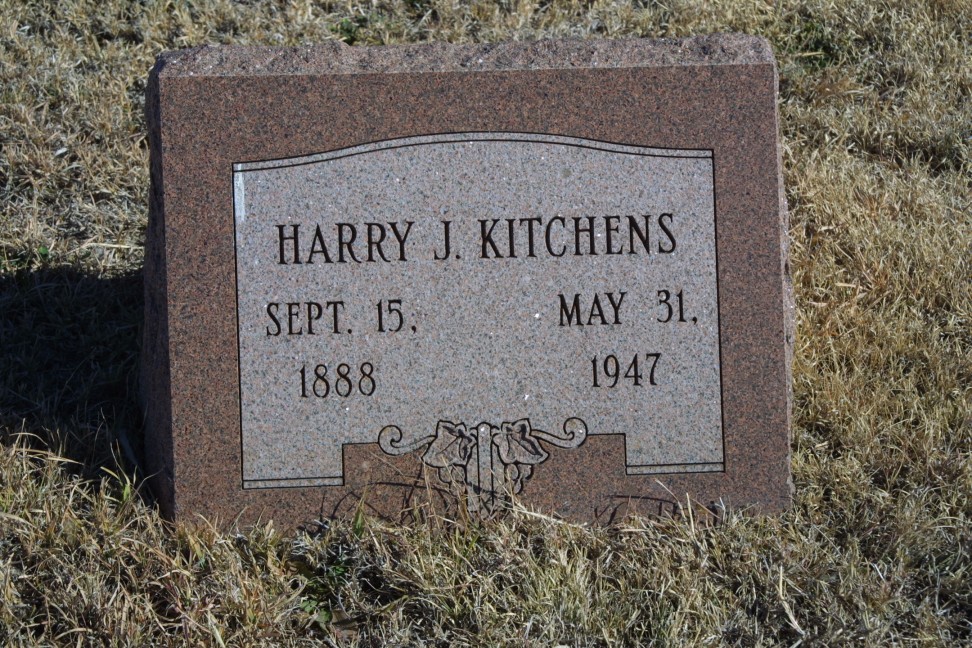 HARRY J. KITCHENS
SEPT. 15, MAY 31,
1888 1947